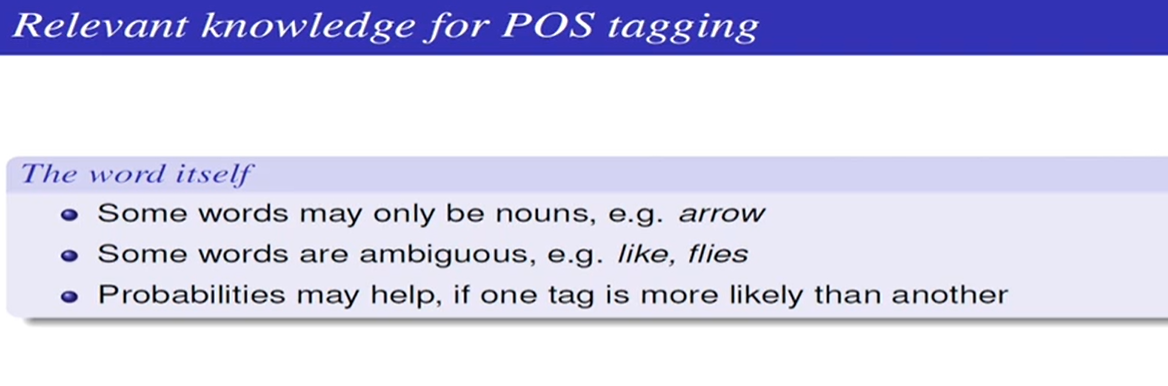 Relevant knowledge for POS tagging
The word itself
Some words may only be nouns, e.g. arrow
Some words are ambiguous, e.g. like, flies
Probabilities may help, if one tag is more likely than another